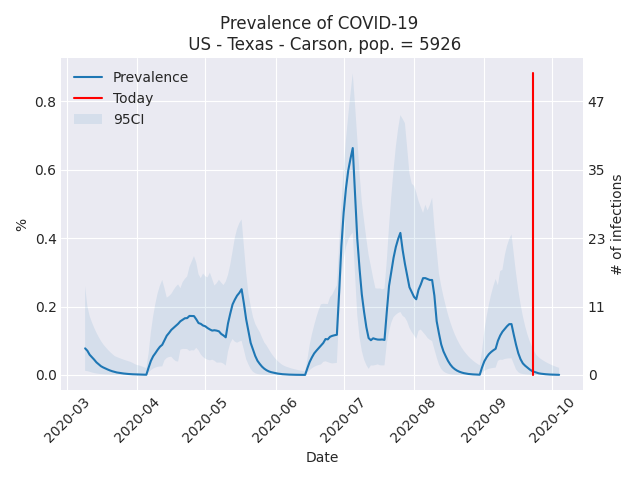 Prevalence of COVID-19
US - Texas - Carson, pop. = 5926
Prevalence
Today
95CI
0.8
0.6
0.4
0.2
0.0
%
47
35
23
11
0
# of infections
2020-03
2020-04
2020-05
2020-06
2020-07
2020-08
2020-09
2020-10
Date